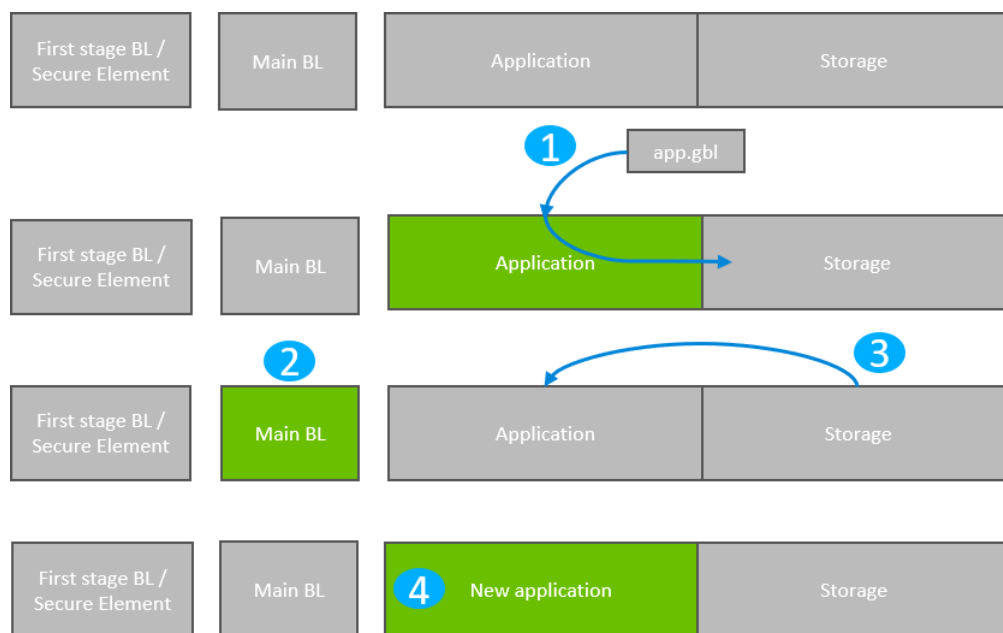 First stage BL /
Secure Element
Main BL
Application
Storage
1
app.gbl
First stage BL /
Secure Element
Main BL
Application
Storage
2
3
First stage BL /
Secure Element
Main BL
Application
Storage
First stage BL /
Secure Element
Main BL
4
New application
Storage